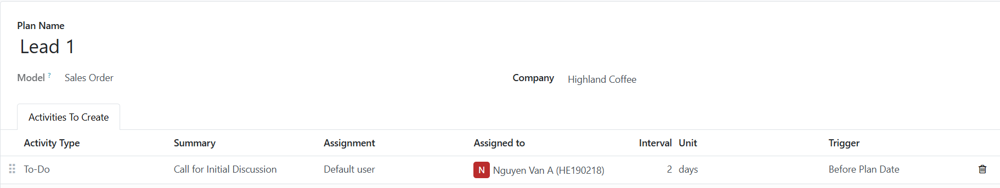 Plan Name
Lead 1
Model ? Sales Order
Company Highland Coffee
Activities To Create
Activity Type Summary Assignment Assigned to Interval Unit Trigger
To-Do Call for Initial Discussion Default user N Nguyen Van A (HE190218) 2 days Before Plan Date